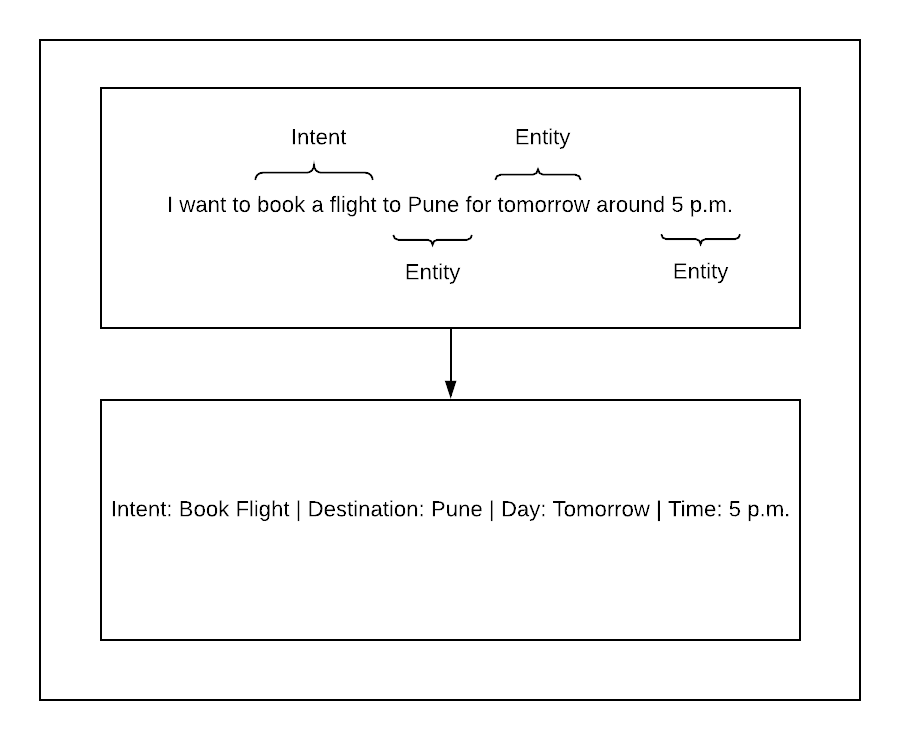 Intent Entity
I want to book a flight to Pune for tomorrow around 5 p.m.
Entity Entity
Intent: Book Flight | Destination: Pune | Day: Tomorrow | Time: 5 p.m.